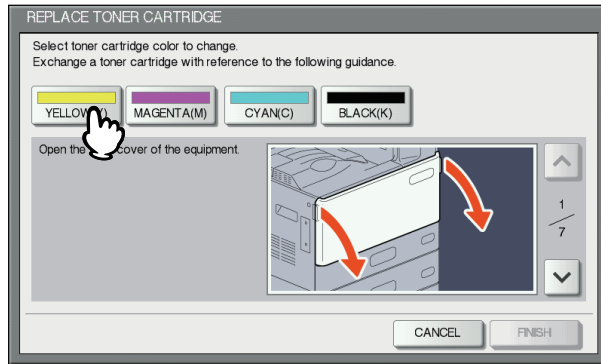 REPLACE TONER CARTRIDGE
Select toner cartridge color to change.
Exchange a toner cartridge with reference to the following guidance.
YELLOW MAGENTA(M) CYAN(C) BLACK(K)
Open the cover of the equipment.
1
7
CANCEL FINISH